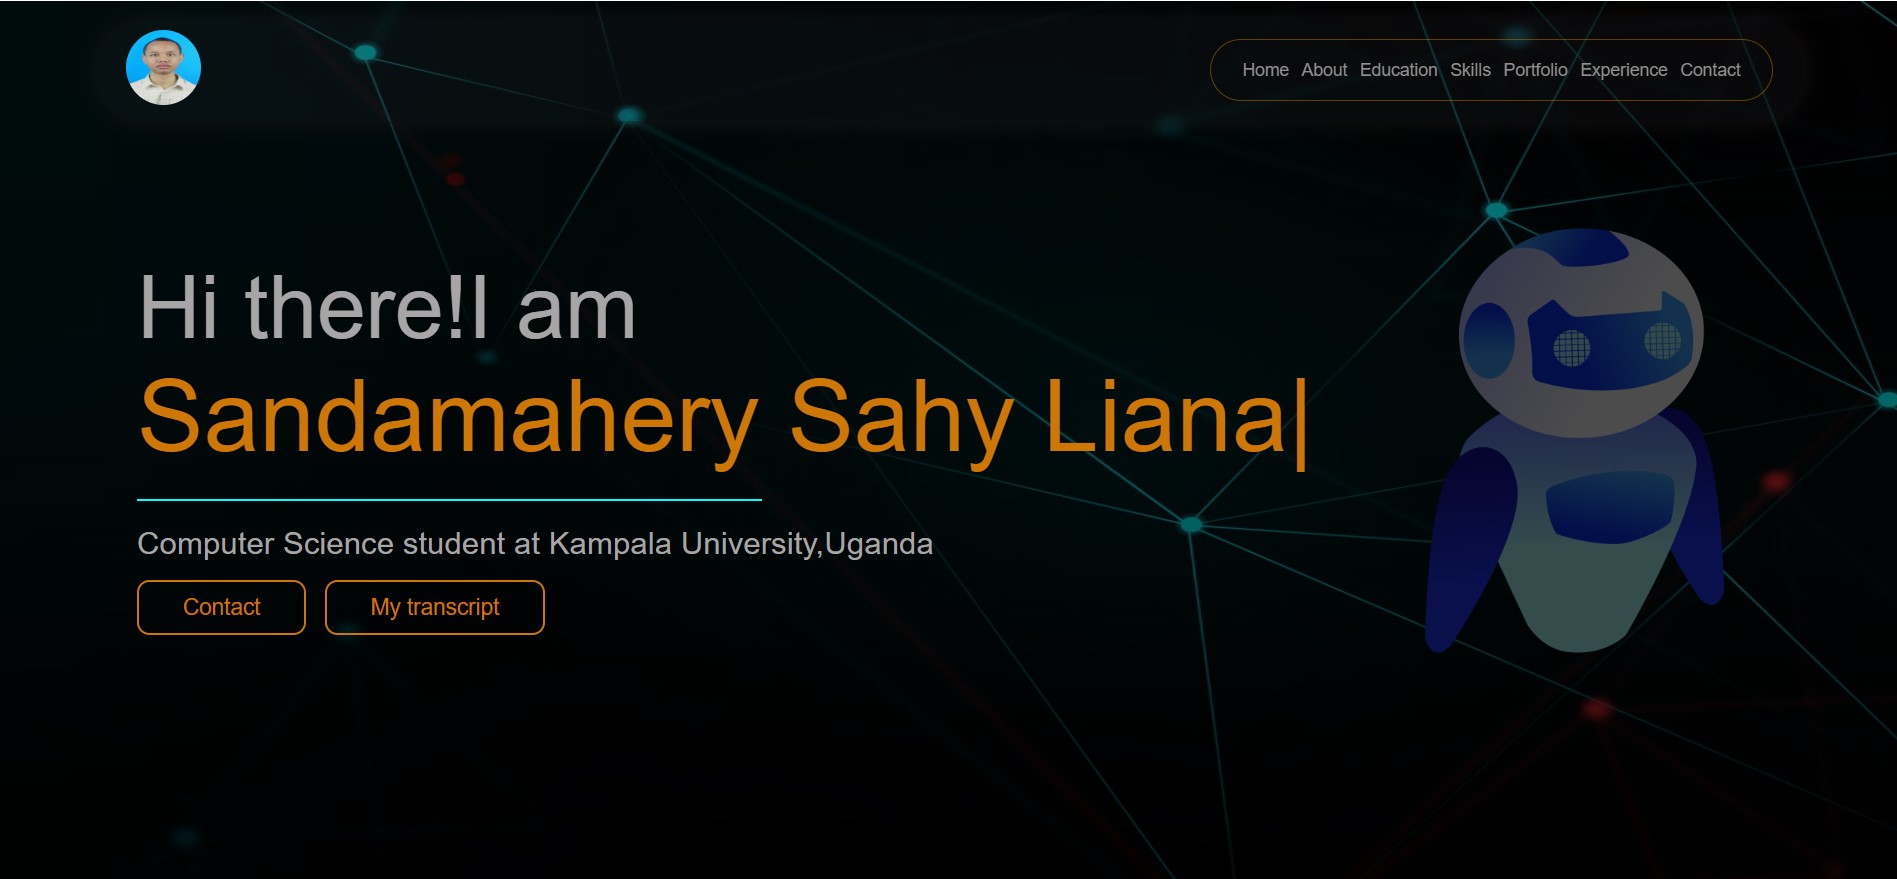 Home About Education Skills Portfolio Experience Contact
Hi there!I am
Sandamahery Sahy Liana|
Computer Science student at Kampala University,Uganda
Contact
My transcript